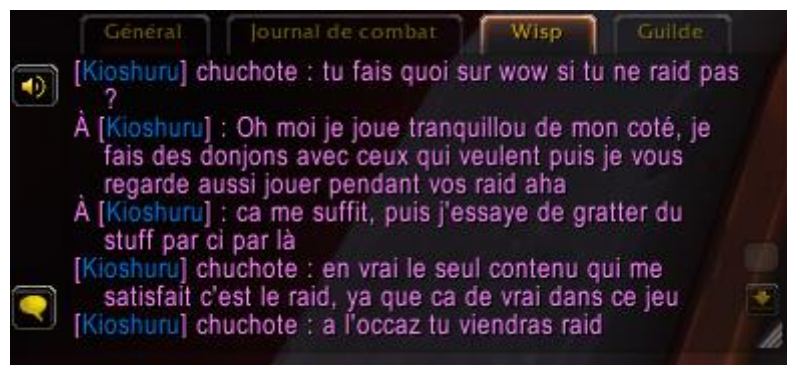 Général Journal de combat Wisp Guilde
[Kioshuru] chuchote : tu fais quoi sur wow si tu ne raid pas
?
À [Kioshuru] : Oh moi je joue tranquillou de mon coté, je
fais des donjons avec ceux qui veulent puis je vous
regarde aussi jouer pendant vos raid aha
À [Kioshuru] : ca me suffit, puis j'essaye de gratter du
stuff par ci par là
[Kioshuru] chuchote : en vrai le seul contenu qui me
satisfait c'est le raid, ya que ca de vrai dans ce jeu
[Kioshuru] chuchote : a l'occaz tu viendras raid